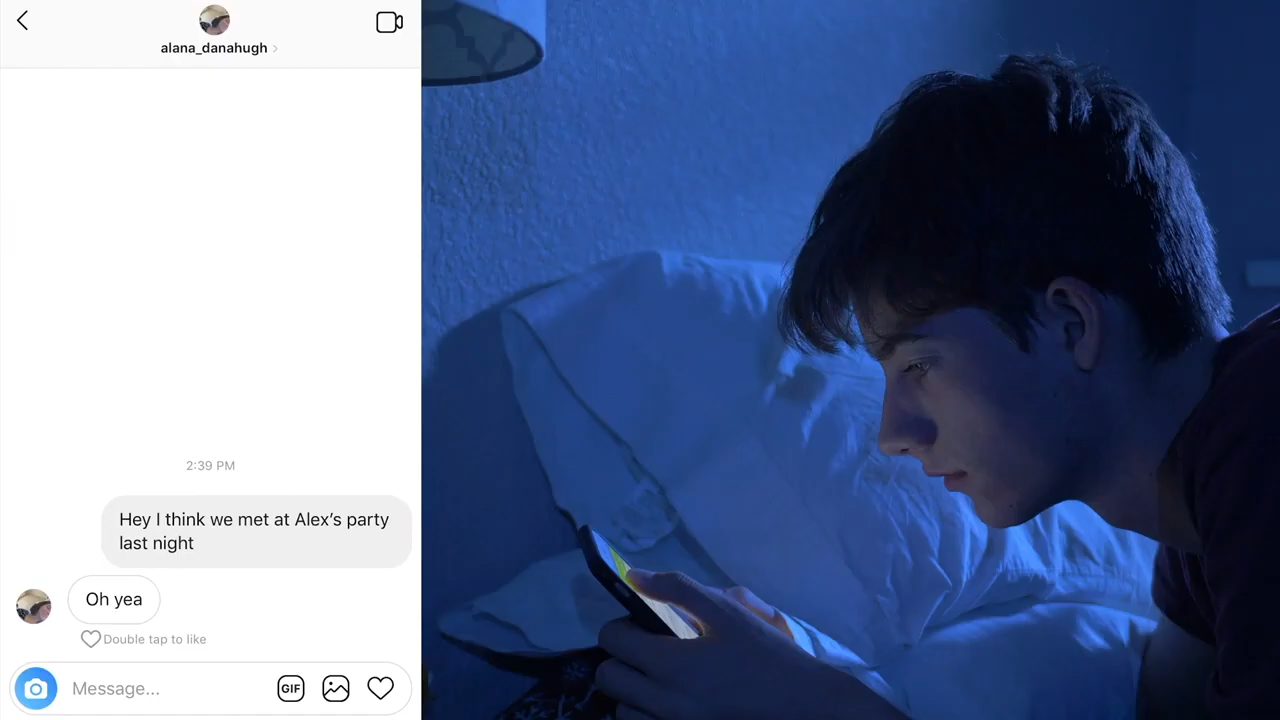 alana_danahugh
2:39 PM
Hey I think we met at Alex’s party
last night
Oh yea
Double tap to like
Message...
GIF